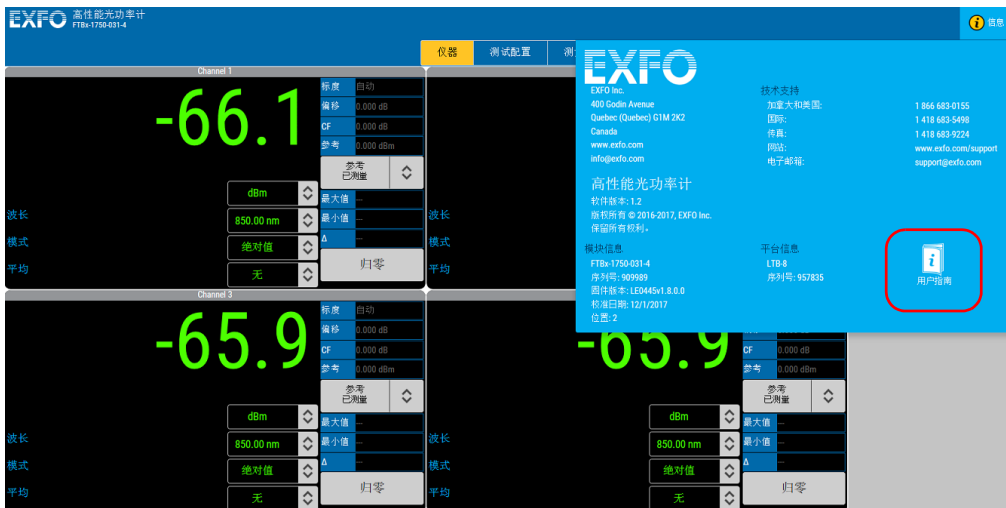 EXFO 高性能光功率计
FTBx-1750-031-4
信息
仪器 测试配置 测
Channel 1
-66.1
标度 自动
偏移 0.000 dB
CF 0.000 dB
参考 0.000 dBm
参考
已测量
dBm
最大值 --
波长 850.00 nm
最小值 --
模式 绝对值
Δ --
平均 无
归零
波长
模式
平均
EXFO
EXFO Inc.
400 Godin Avenue
Quebec (Quebec) G1M 2K2
Canada
www.exfo.com
info@exfo.com
技术支持
加拿大和美国: 1 866 683-0155
国际: 1 418 683-5498
传真: 1 418 683-9224
网站: www.exfo.com/support
电子邮箱: support@exfo.com
高性能光功率计
软件版本: 1.2
版权所有 © 2016-2017, EXFO Inc.
保留所有权利。
模块信息
FTBx-1750-031-4
序列号: 909989
固件版本: LE0445v1.8.0.0
校准日期: 12/1/2017
位置: 2
平台信息
LTB-8
序列号: 957835
用户指南
Channel 3
-65.9
标度 自动
偏移 0.000 dB
CF 0.000 dB
参考 0.000 dBm
参考
已测量
dBm
最大值 --
波长 850.00 nm
最小值 --
模式 绝对值
Δ --
平均 无
归零
-65.9
0.000 dB
CF 0.000 dB
参考 0.000 dBm
参考
已测量
dBm
最大值 --
波长 850.00 nm
最小值 --
模式 绝对值
Δ --
平均 无
归零